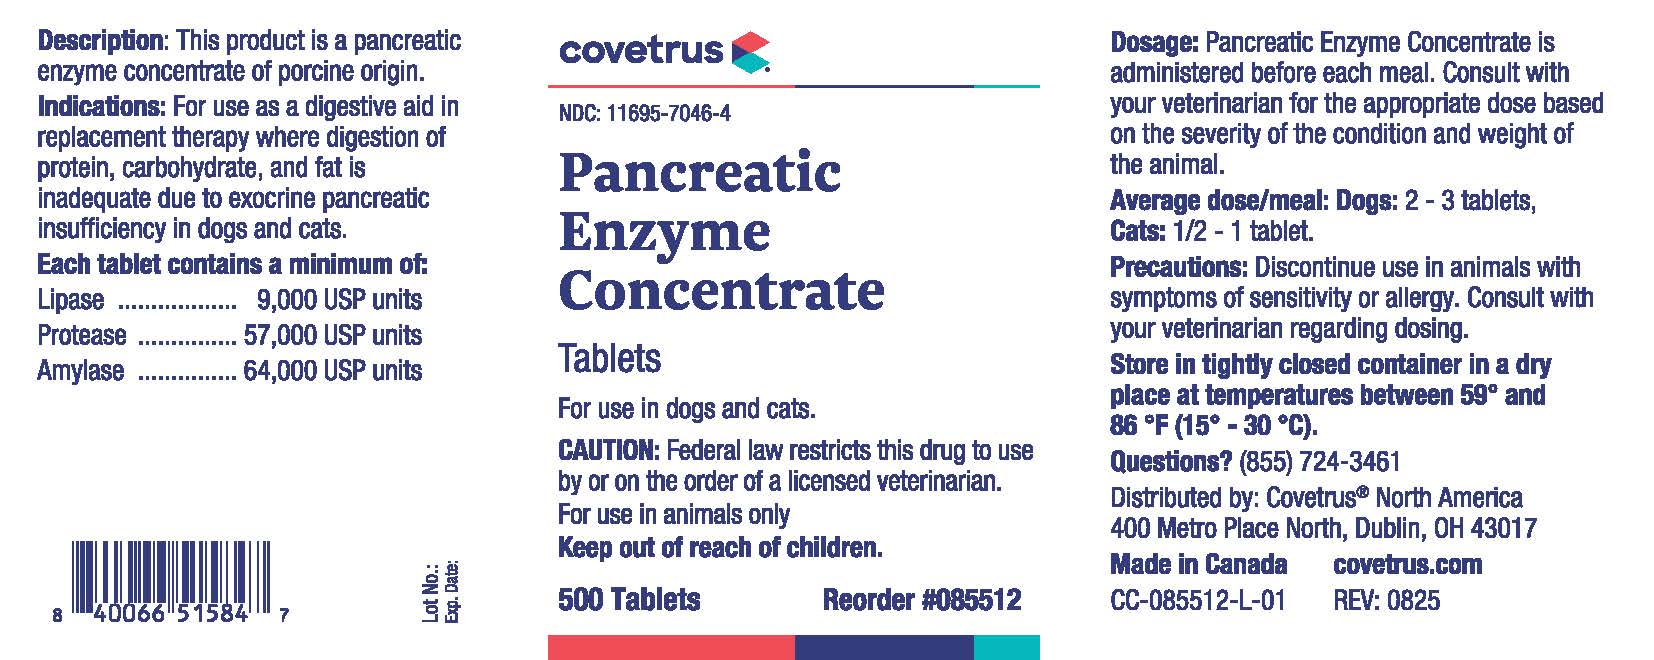 Description: This product is a pancreatic
enzyme concentrate of porcine origin.
Indications: For use as a digestive aid in
replacement therapy where digestion of
protein, carbohydrate, and fat is
inadequate due to exocrine pancreatic
insufficiency in dogs and cats.
Each tablet contains a minimum of:
Lipase .................. 9,000 USP units
Protease ............... 57,000 USP units
Amylase ............... 64,000 USP units
8 40066 51584 7
Lot No.:
Exp. Date:
covetrus
NDC: 11695-7046-4
Pancreatic
Enzyme
Concentrate
Tablets
For use in dogs and cats.
CAUTION: Federal law restricts this drug to use
by or on the order of a licensed veterinarian.
For use in animals only
Keep out of reach of children.
500 Tablets Reorder #085512
Dosage: Pancreatic Enzyme Concentrate is
administered before each meal. Consult with
your veterinarian for the appropriate dose based
on the severity of the condition and weight of
the animal.
Average dose/meal: Dogs: 2 - 3 tablets,
Cats: 1/2 - 1 tablet.
Precautions: Discontinue use in animals with
symptoms of sensitivity or allergy. Consult with
your veterinarian regarding dosing.
Store in tightly closed container in a dry
place at temperatures between 59° and
86 °F (15° - 30 °C).
Questions? (855) 724-3461
Distributed by: Covetrus® North America
400 Metro Place North, Dublin, OH 43017
Made in Canada covetrus.com
CC-085512-L-01 REV: 0825